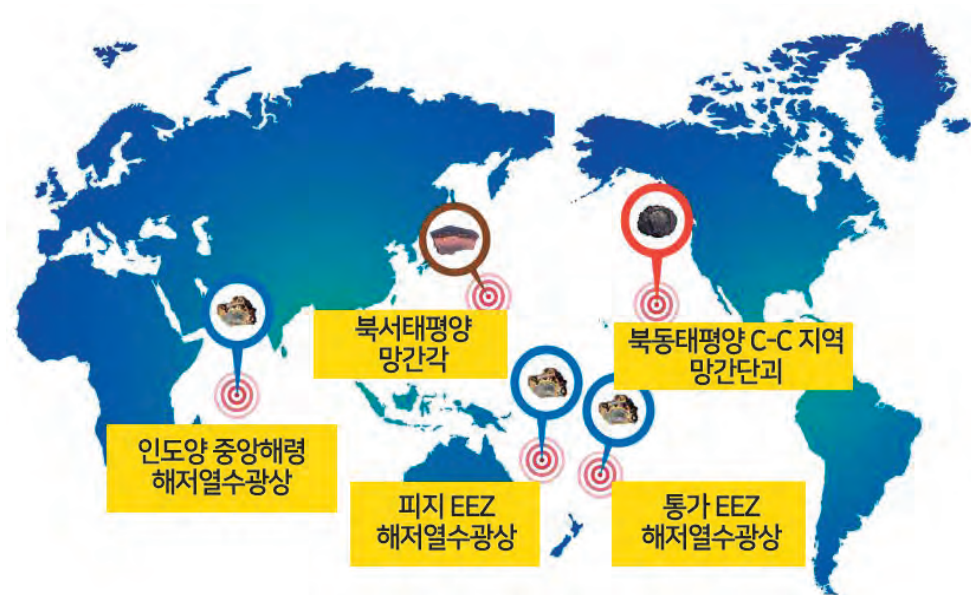 북서태평양
망간각
북동태평양 C-C 지역
망간단괴
인도양 중앙해령
해저열수광상
피지 EEZ
해저열수광상
통가 EEZ
해저열수광상